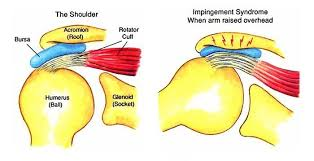 The Shoulder
Impingement Syndrome
When arm raised overhead
Acromion
(Roof)
Rotator
Cuff
Bursa
Humerus
(Ball)
Glenoid
(Socket)